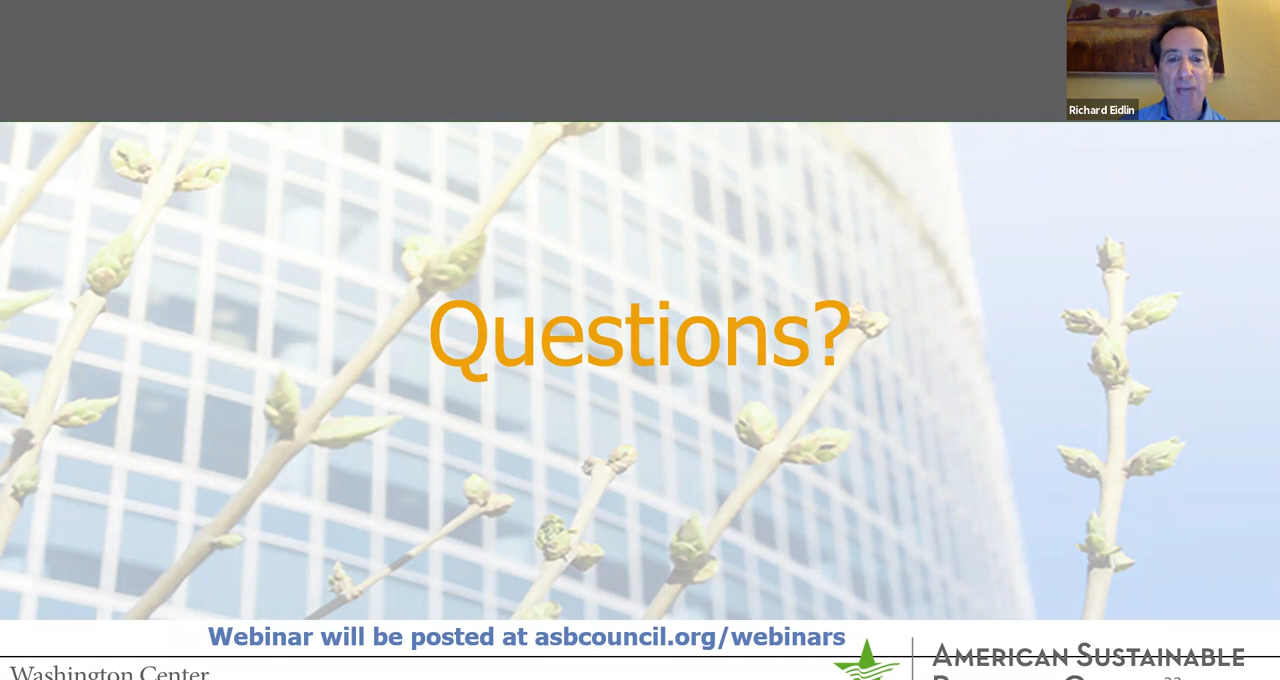 Richard Eidlin
Questions?
Webinar will be posted at asbcouncil.org/webinars
Washington Center
AMERICAN SUSTAINABLE